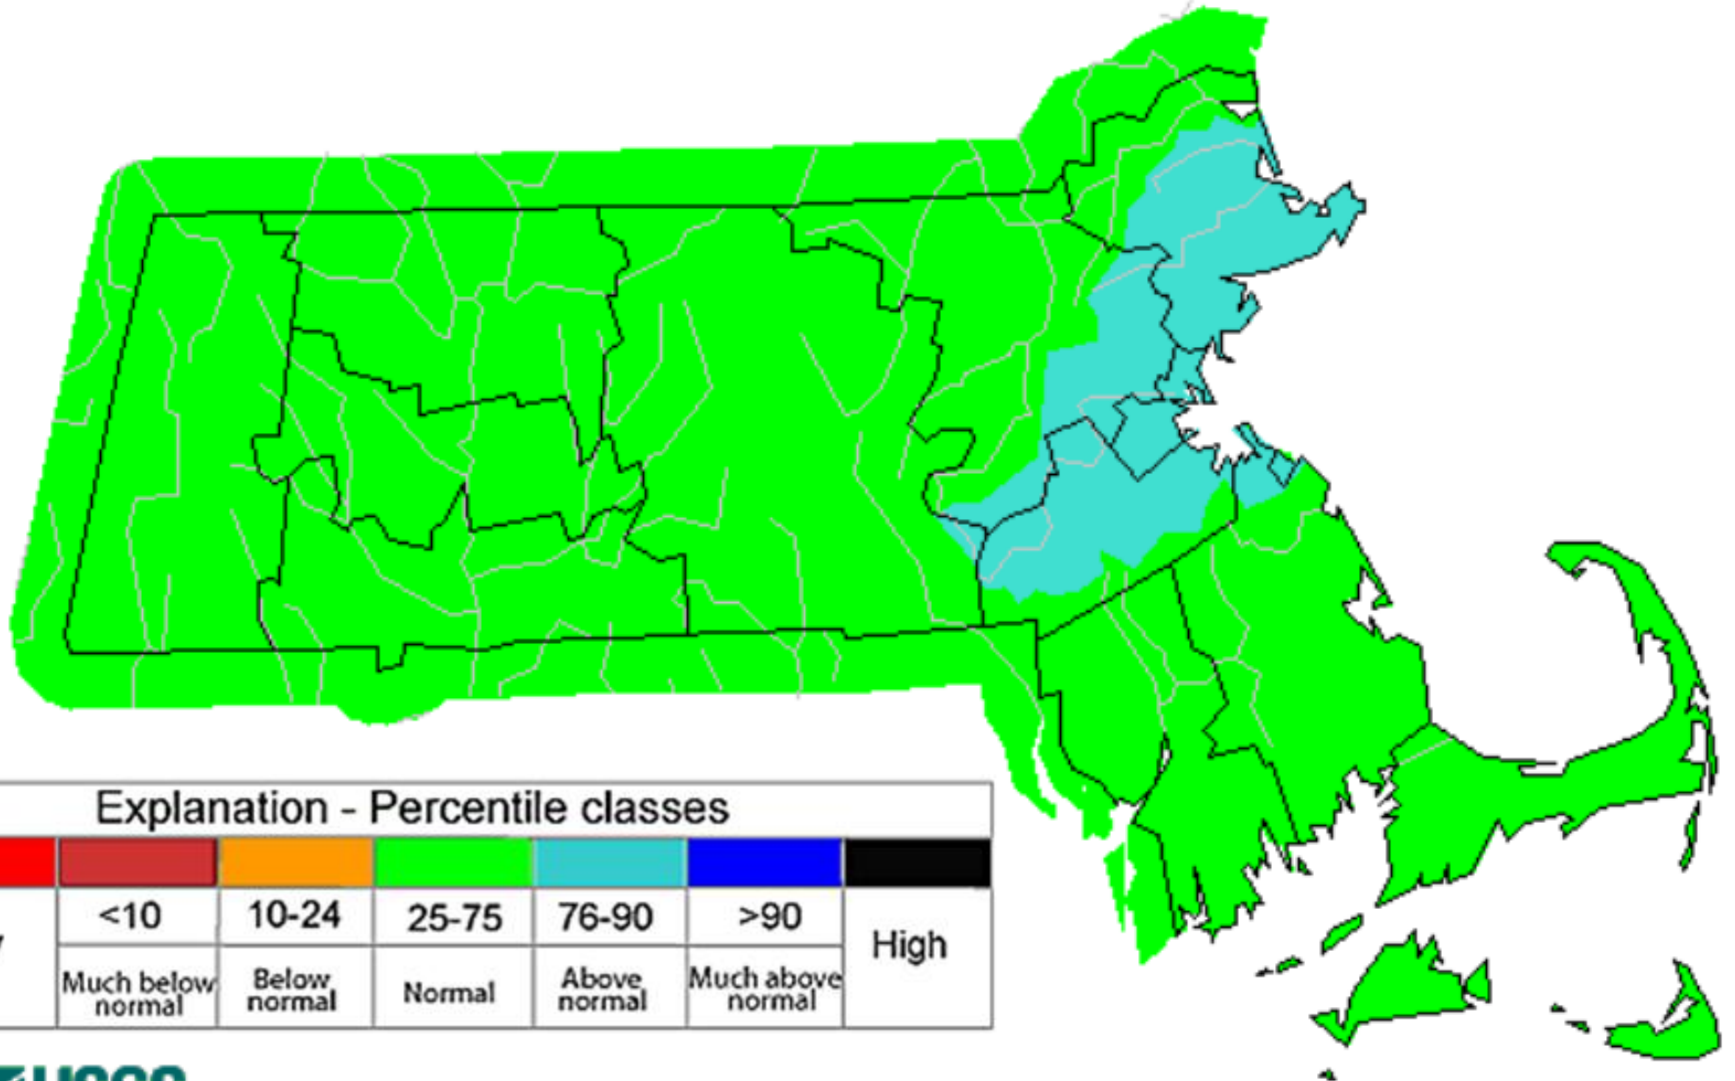 Explanation - Percentile classes
<10 10-24 25-75 76-90 >90 High
Much below normal
Below normal
Normal
Above normal
Much above normal